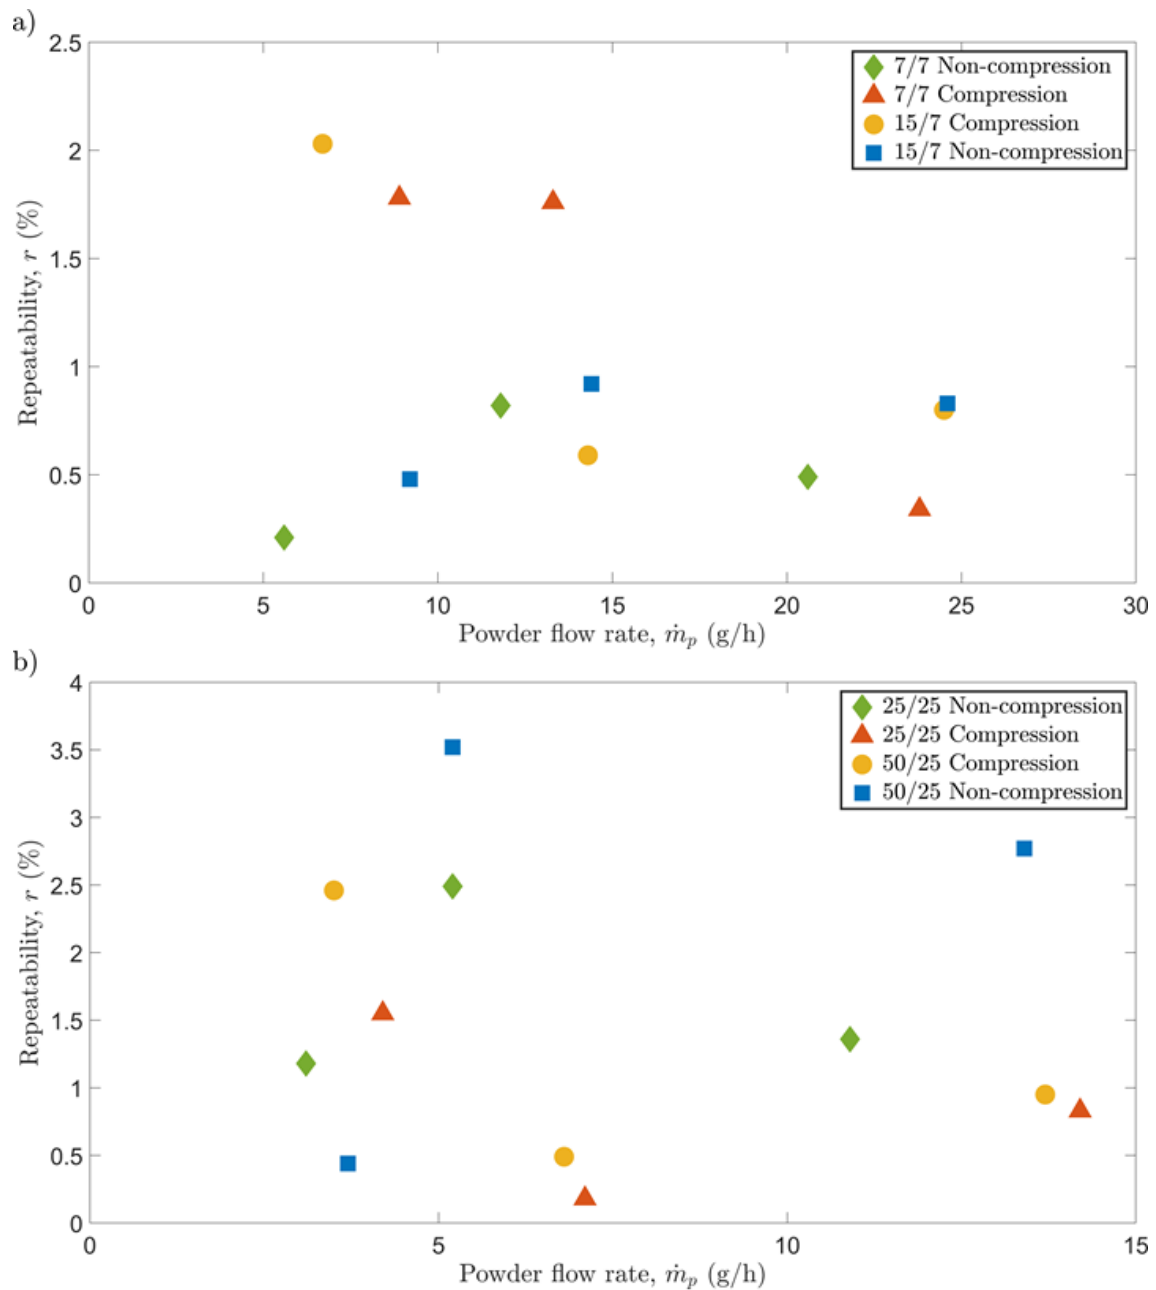 a)
2.5
2
1.5
1
0.5
0
Repeatability, r (%)
7/7 Non-compression
7/7 Compression
15/7 Compression
15/7 Non-compression
0 5 10 15 20 25 30
Powder flow rate, ṁp (g/h)
b)
4
3.5
3
2.5
2
1.5
1
0.5
0
Repeatability, r (%)
25/25 Non-compression
25/25 Compression
50/25 Compression
50/25 Non-compression
0 5 10 15
Powder flow rate, ṁp (g/h)